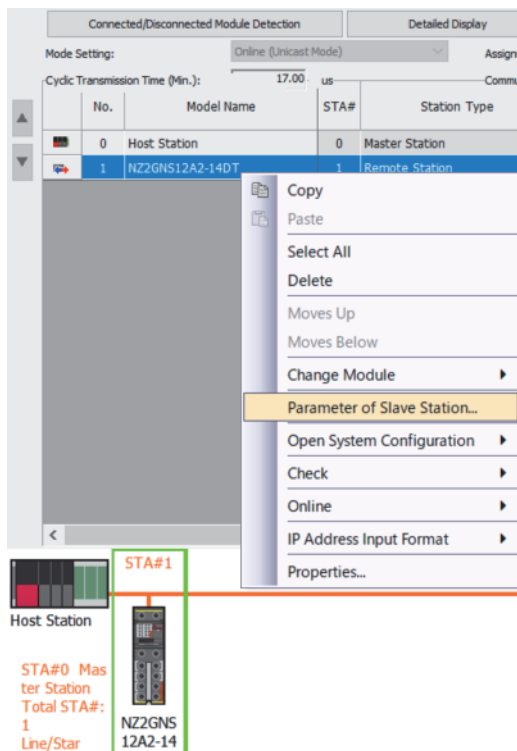 Connected/Disconnected Module Detection Detailed Display
Mode Setting: Online (Unicast Mode) Assign
Cyclic Transmission Time (Min.): 17.00 us Commu
No. Model Name STA# Station Type
0 Host Station 0 Master Station
1 NZ2GNS12A2-14DT 1 Remote Station
Copy
Paste
Select All
Delete
Moves Up
Moves Below
Change Module
Parameter of Slave Station...
Open System Configuration
Check
Online
IP Address Input Format
Properties...
STA#1
Host Station
STA#0 Mas
ter Station
Total STA#:
1
Line/Star
NZ2GNS
12A2-14